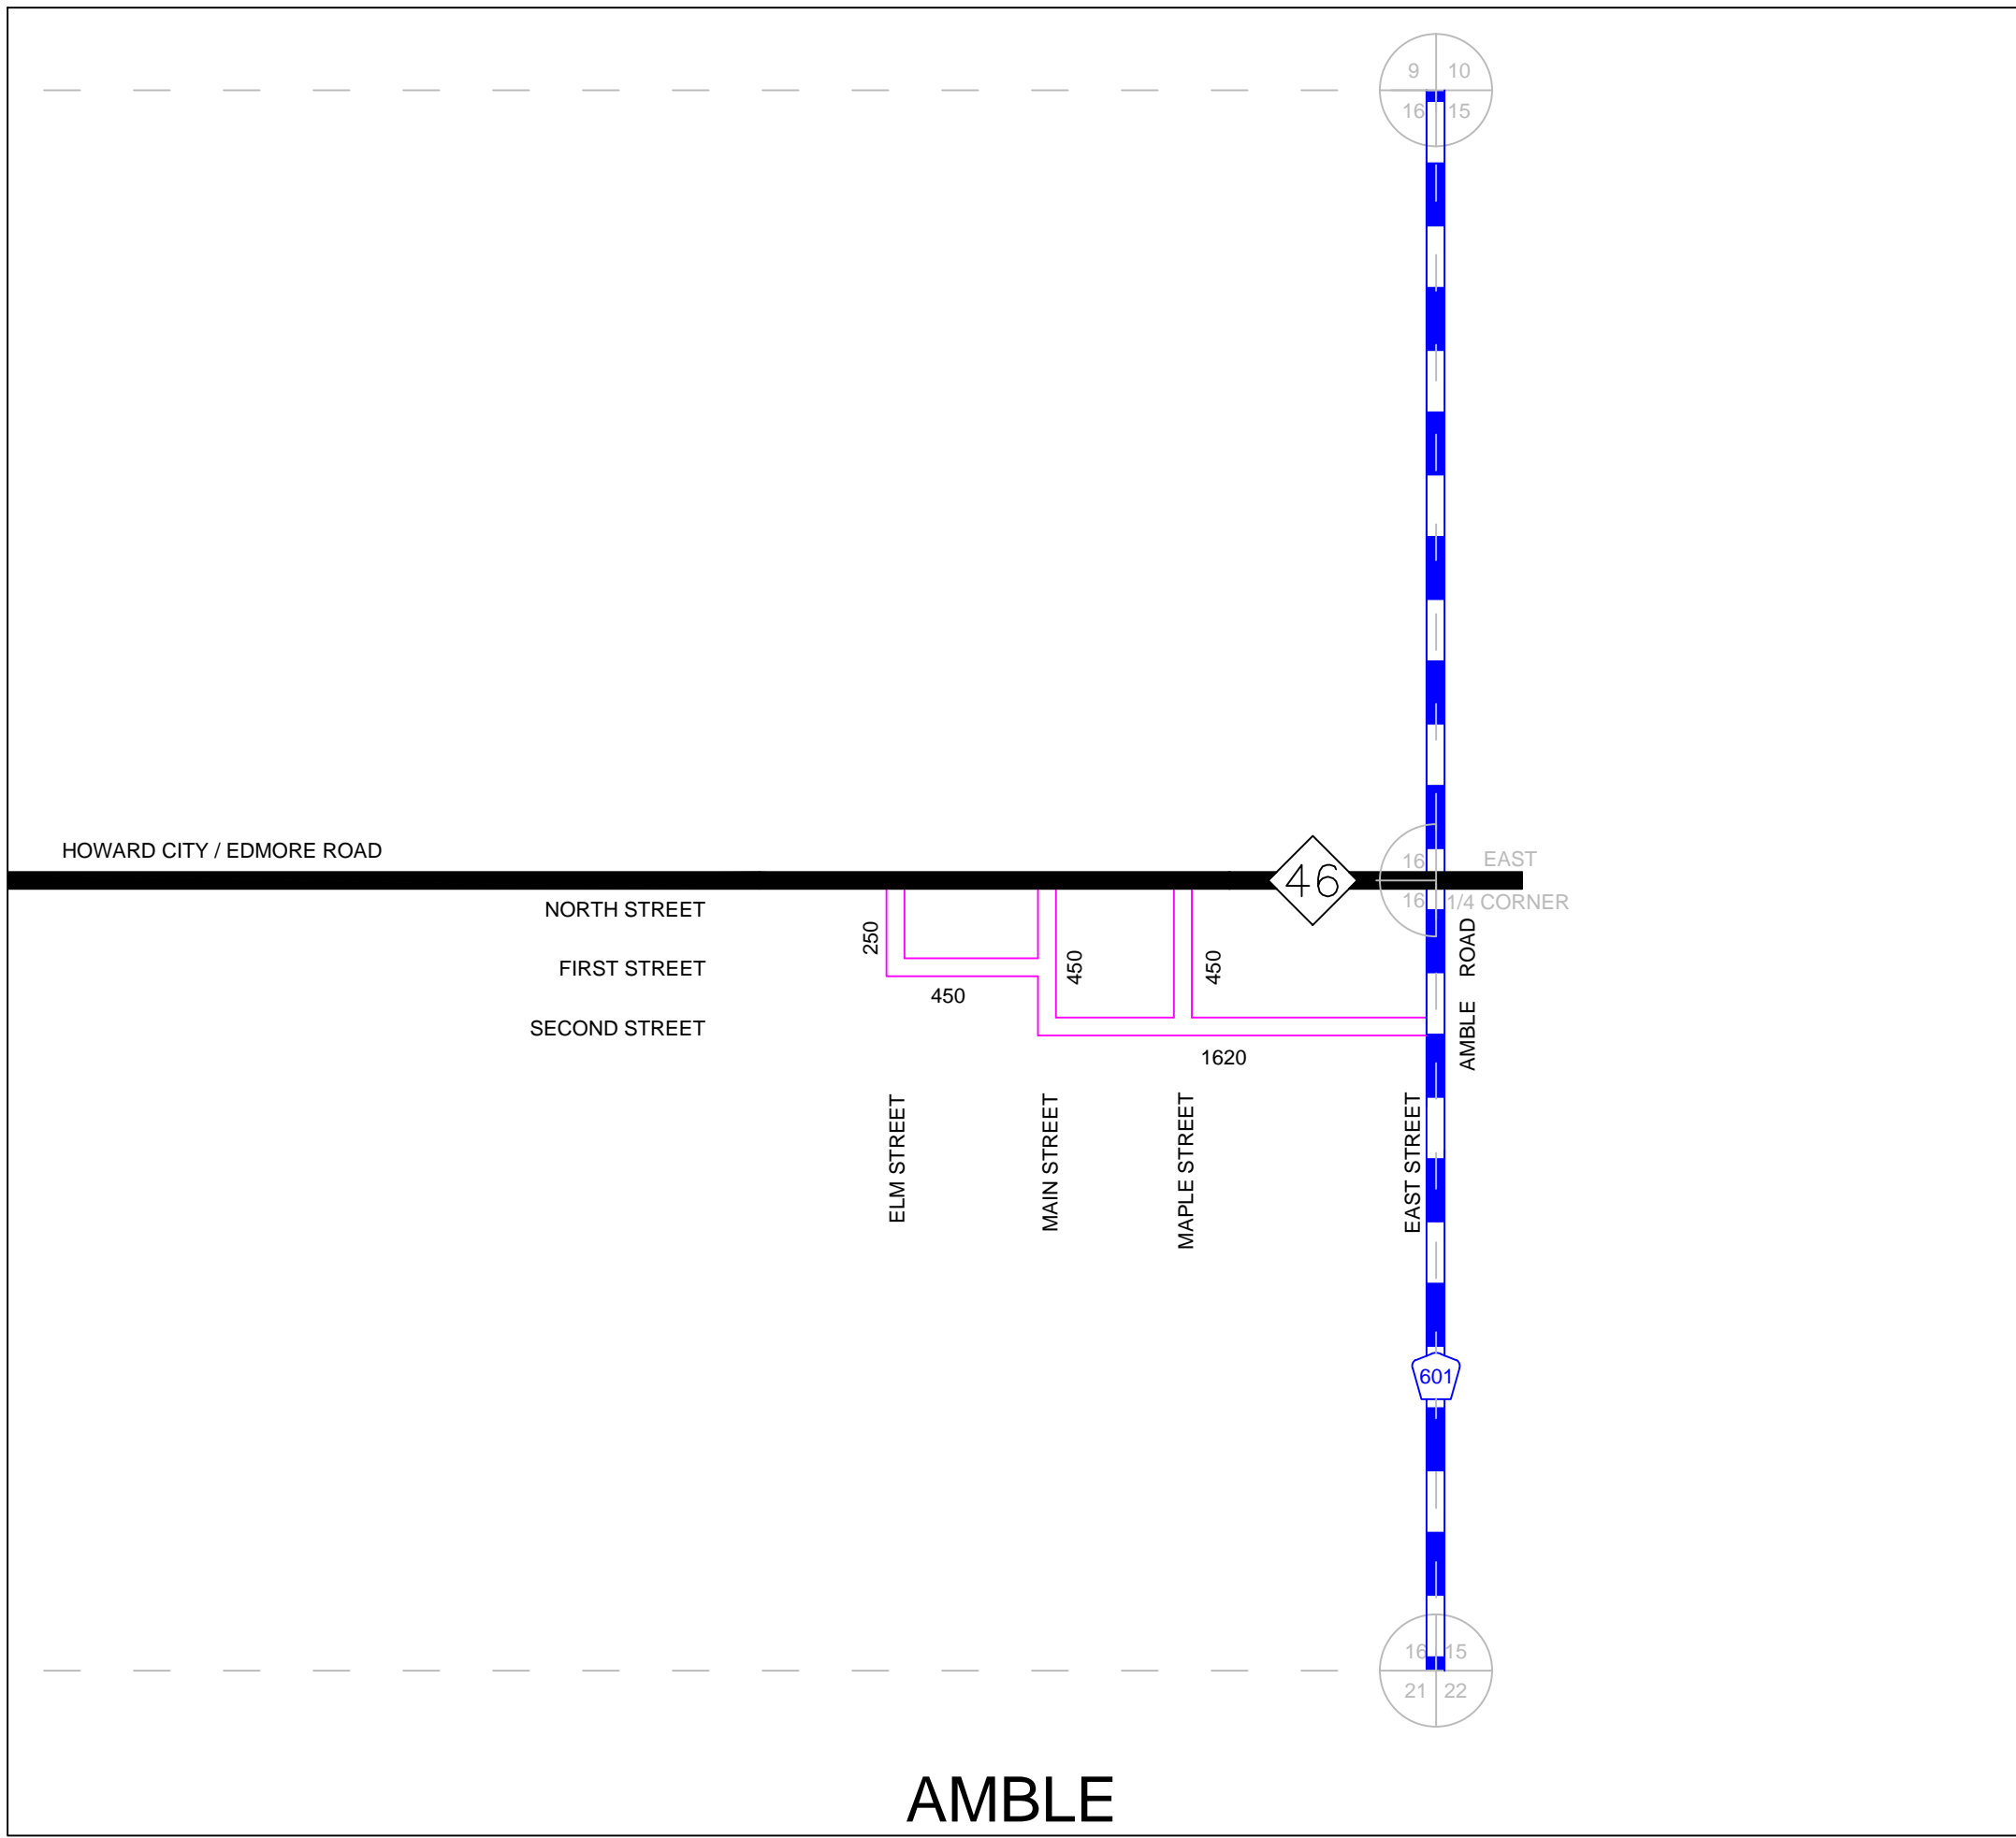 9 10
16 15
HOWARD CITY / EDMORE ROAD
46
16
16
EAST
1/4 CORNER
NORTH STREET
FIRST STREET
SECOND STREET
250
450
450
450
1620
AMBLE ROAD
ELM STREET
MAIN STREET
MAPLE STREET
EAST STREET
601
16 15
21 22
AMBLE